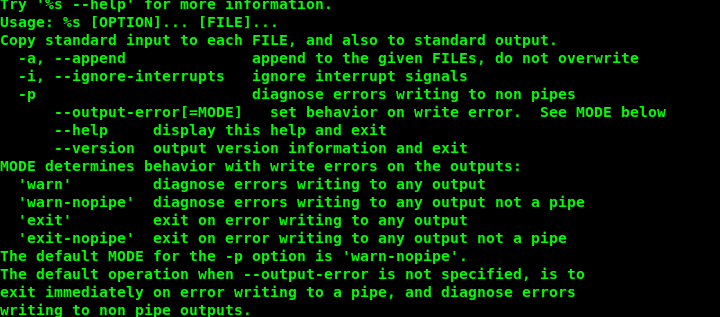 Try '%s --help' for more information.
Usage: %s [OPTION]... [FILE]...
Copy standard input to each FILE, and also to standard output.
  -a, --append              append to the given FILEs, do not overwrite
  -i, --ignore-interrupts   ignore interrupt signals
  -p                        diagnose errors writing to non pipes
      --output-error[=MODE]   set behavior on write error.  See MODE below
      --help     display this help and exit
      --version  output version information and exit
MODE determines behavior with write errors on the outputs:
  'warn'         diagnose errors writing to any output
  'warn-nopipe'  diagnose errors writing to any output not a pipe
  'exit'         exit on error writing to any output
  'exit-nopipe'  exit on error writing to any output not a pipe
The default MODE for the -p option is 'warn-nopipe'.
The default operation when --output-error is not specified, is to
exit immediately on error writing to a pipe, and diagnose errors
writing to non pipe outputs.